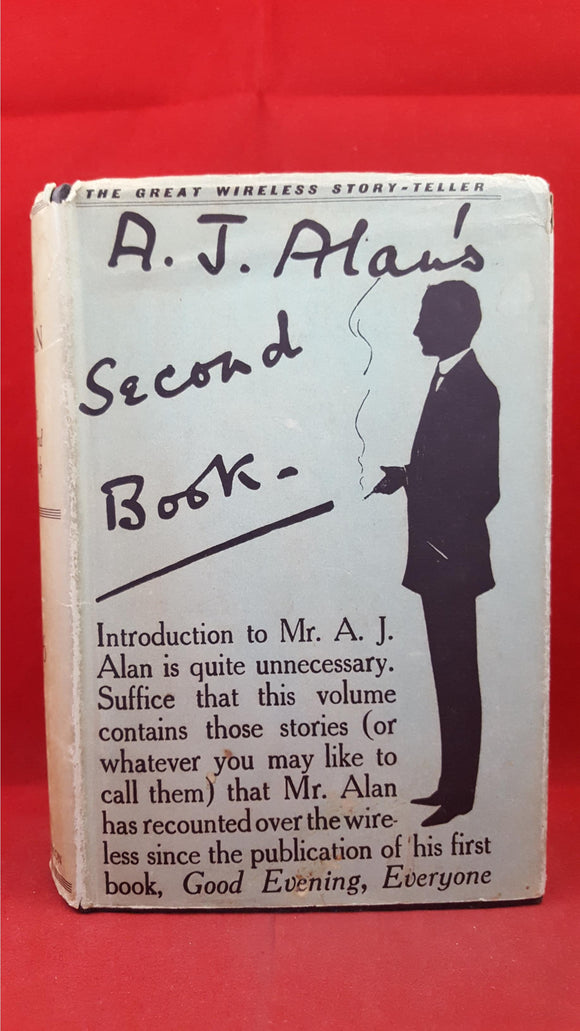 THE GREAT WIRELESS STORY-TELLER
A. J. Alan's
Second
Book.-
Introduction to Mr. A. J.
Alan is quite unnecessary.
Suffice that this volume
contains those stories (or
whatever you may like to
call them) that Mr. Alan
has recounted over the wire-
less since the publication of his first
book, Good Evening, Everyone